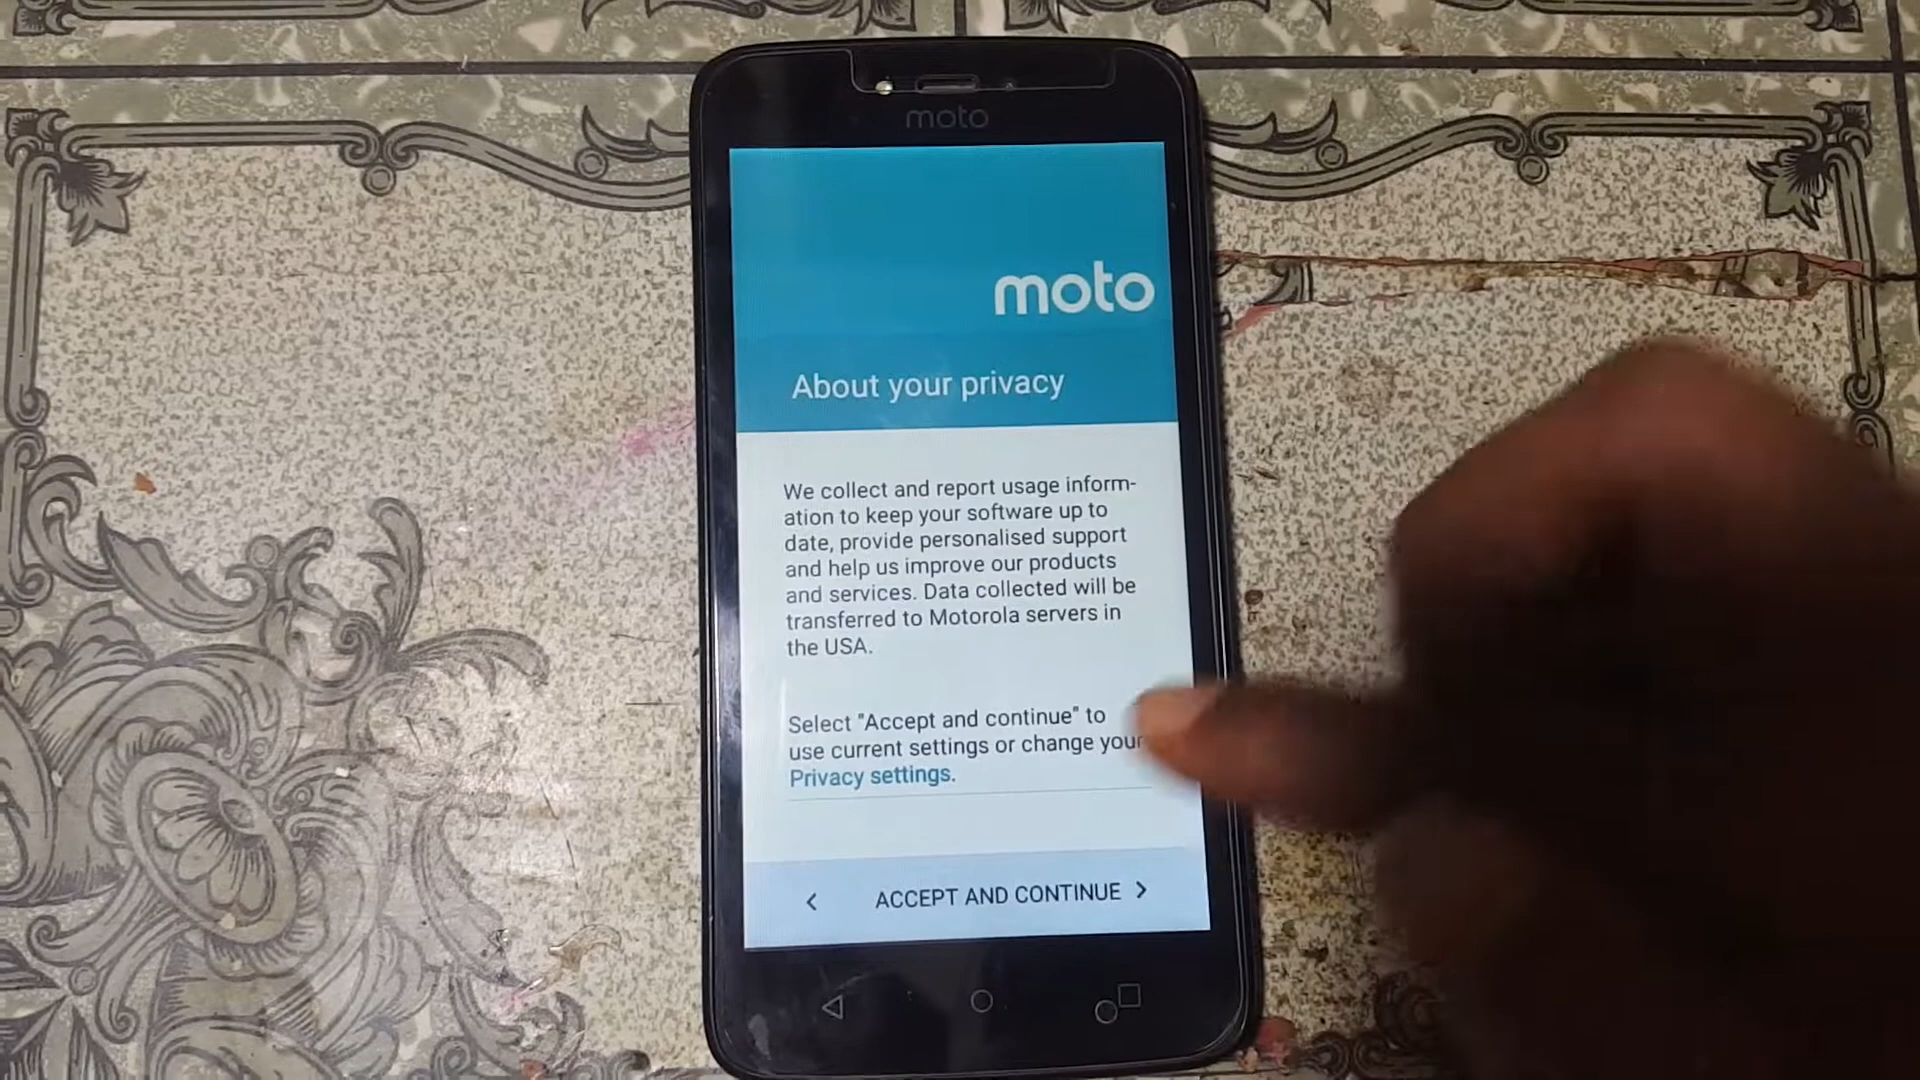 moto
moto
About your privacy
We collect and report usage inform-
ation to keep your software up to
date, provide personalised support
and help us improve our products
and services. Data collected will be
transferred to Motorola servers in
the USA.
Select "Accept and continue" to
use current settings or change your
Privacy settings.
ACCEPT AND CONTINUE